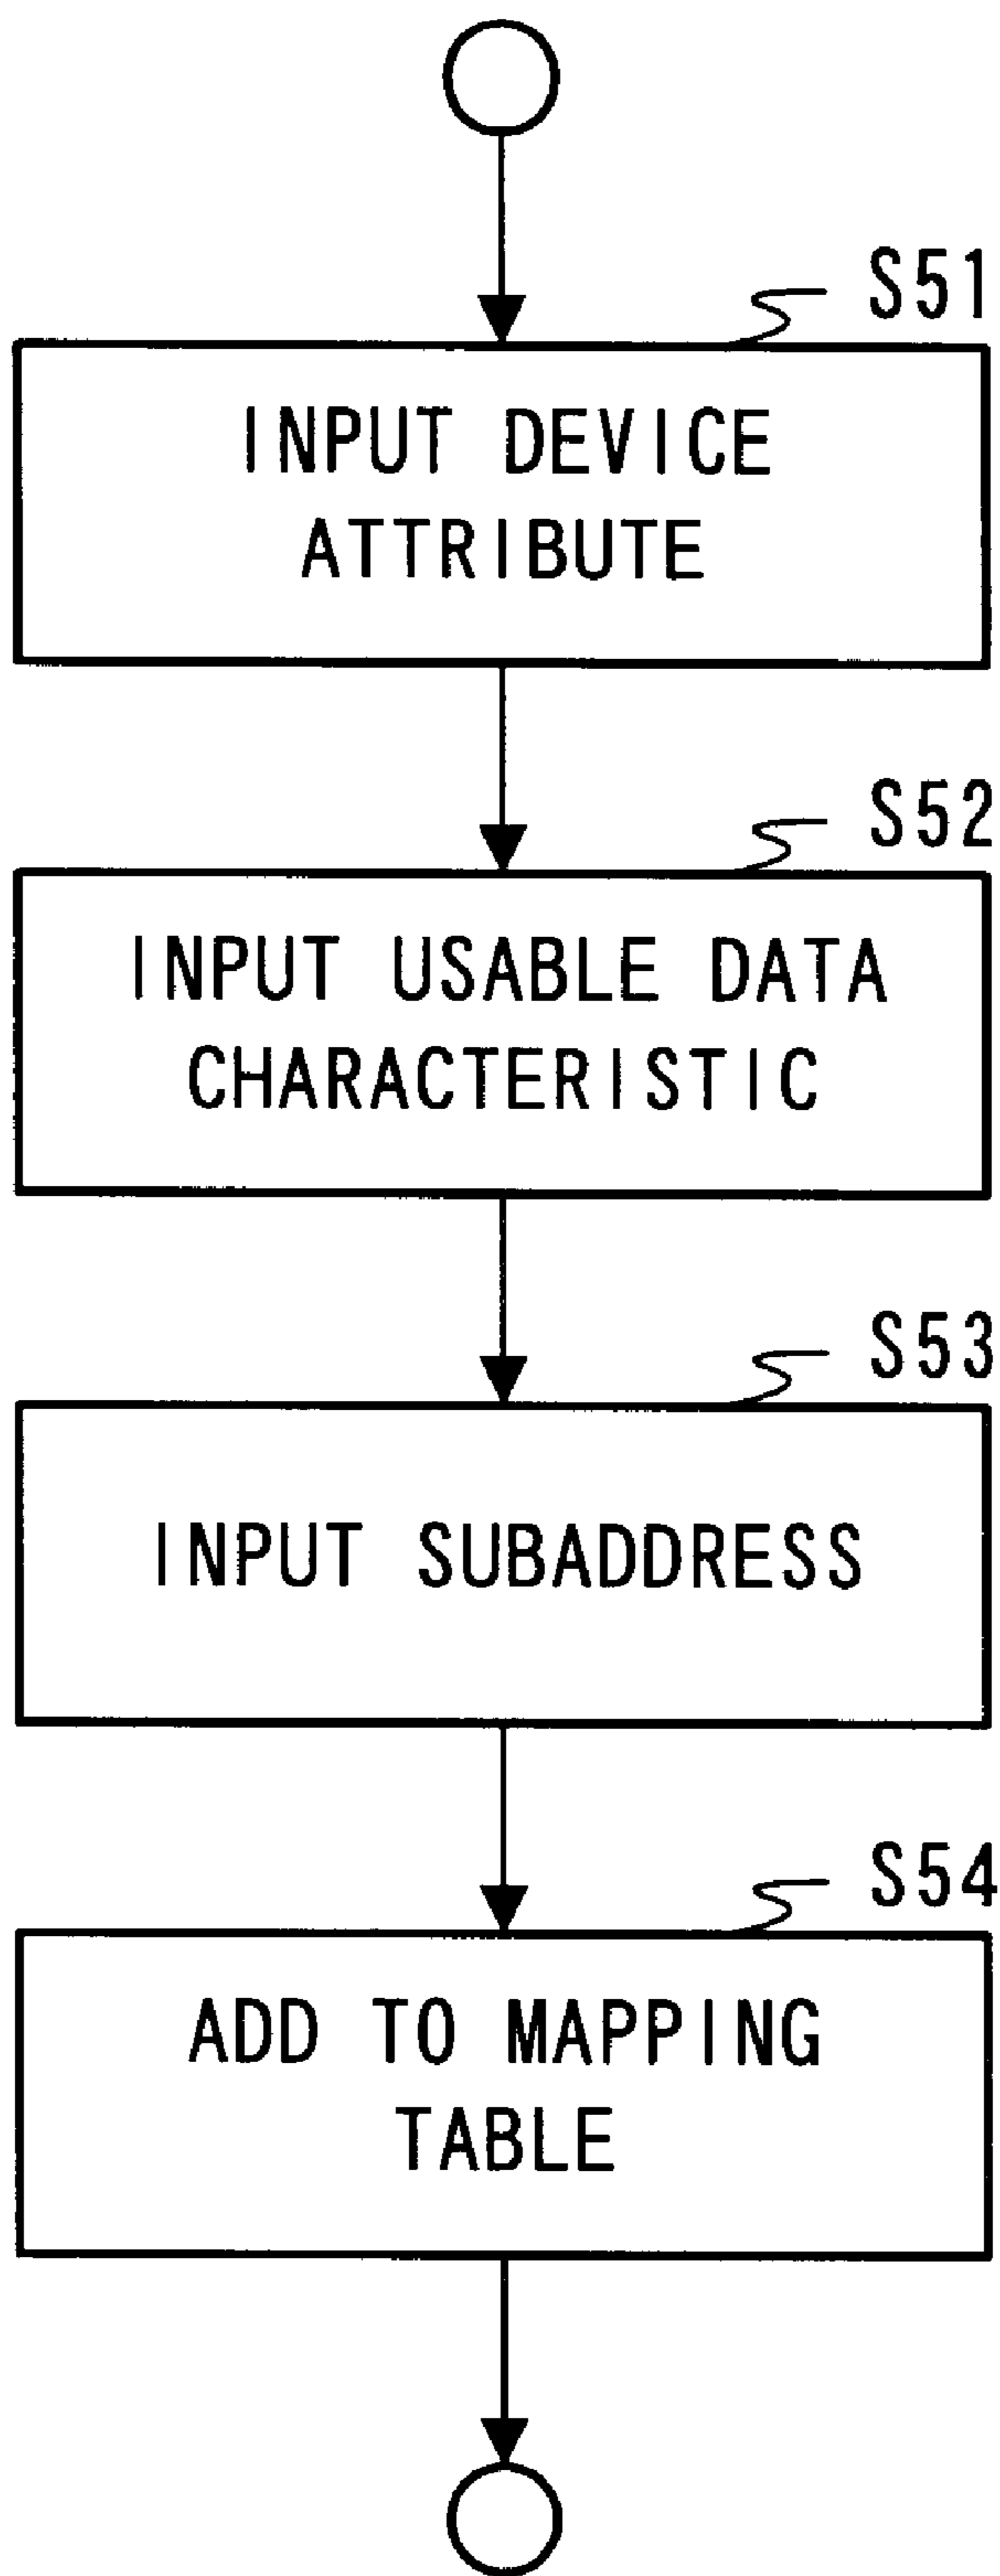 S51
INPUT DEVICE
ATTRIBUTE
S52
INPUT USABLE DATA
CHARACTERISTIC
S53
INPUT SUBADDRESS
S54
ADD TO MAPPING
TABLE